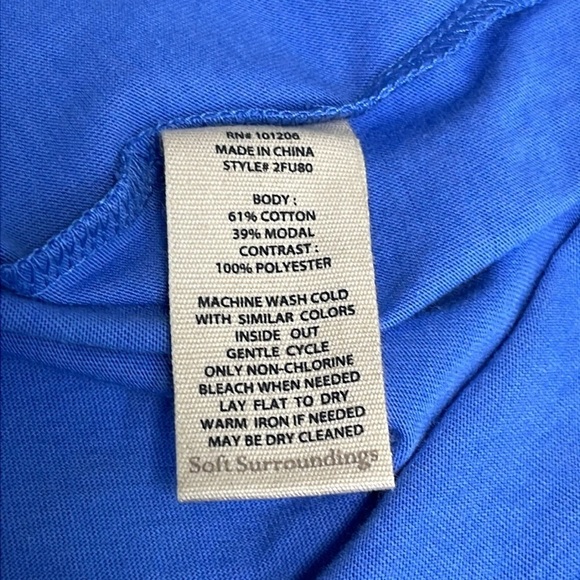 RN# 101206
MADE IN CHINA
STYLE# 2FU80
BODY :
61% COTTON
39% MODAL
CONTRAST :
100% POLYESTER
MACHINE WASH COLD
WITH SIMILAR COLORS
INSIDE OUT
GENTLE CYCLE
ONLY NON-CHLORINE
BLEACH WHEN NEEDED
LAY FLAT TO DRY
WARM IRON IF NEEDED
MAY BE DRY CLEANED
Soft Surroundings